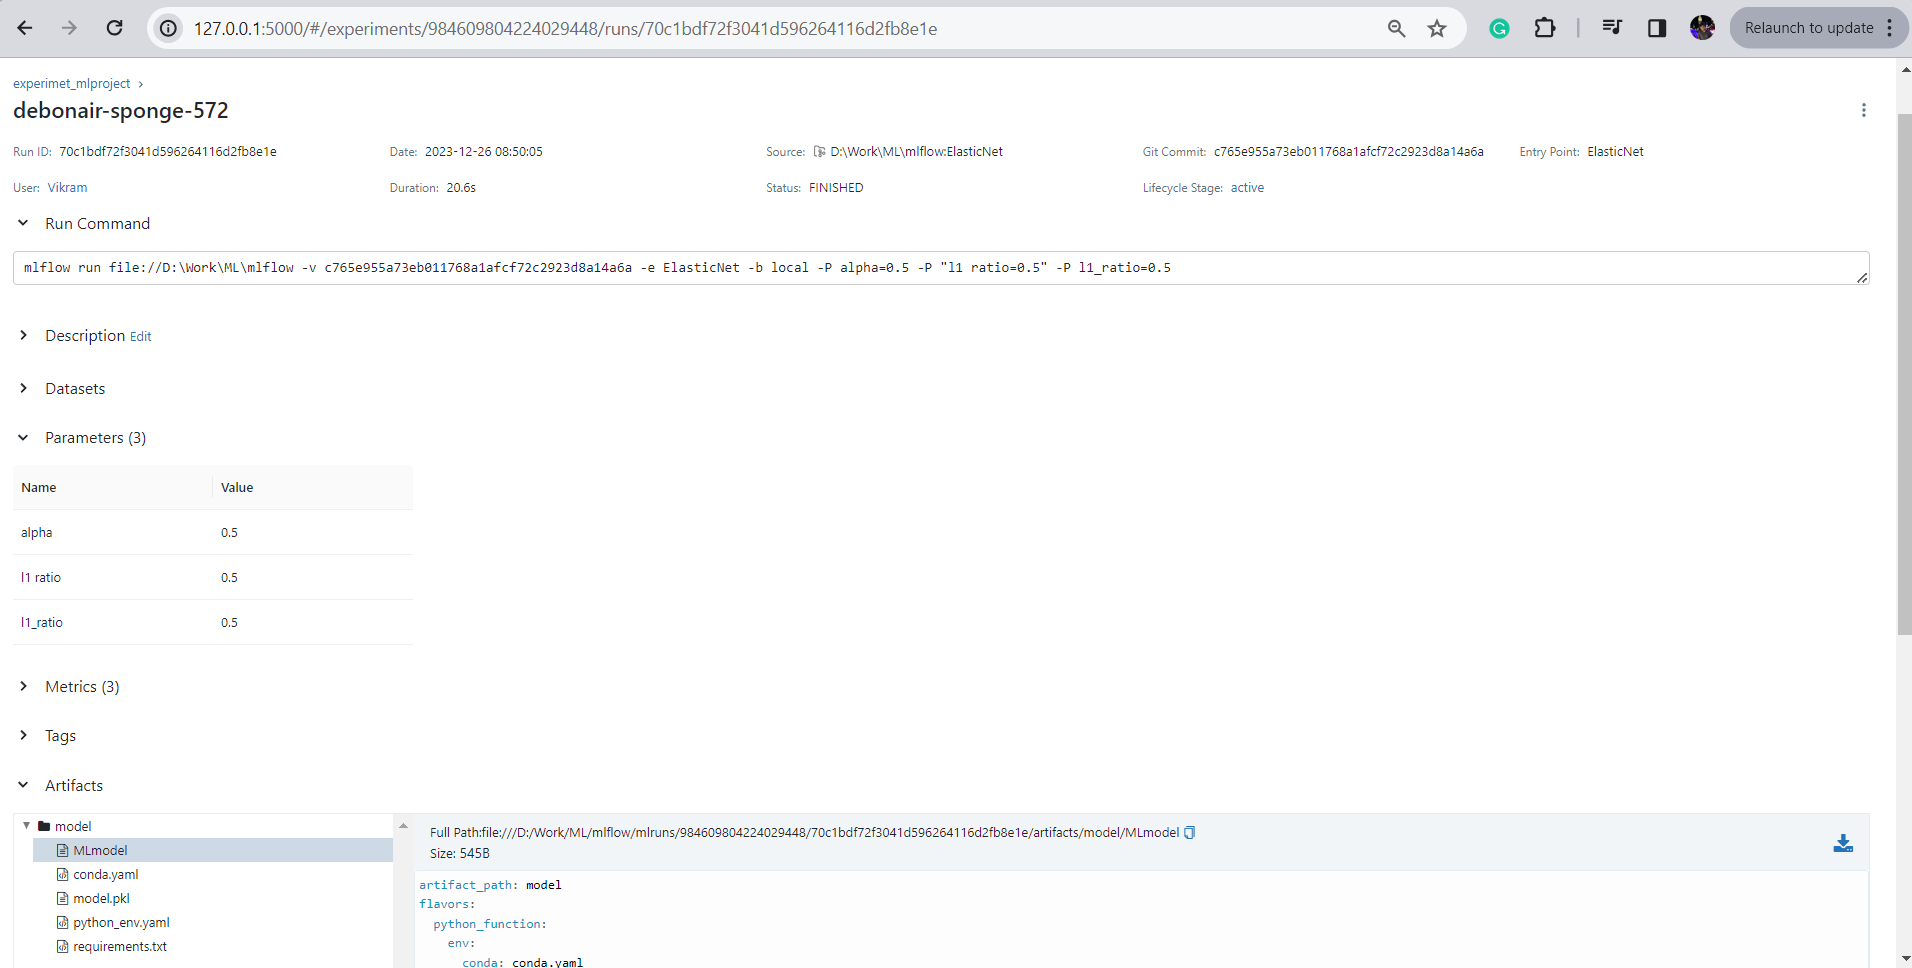 127.0.0.1:5000/#/experiments/984609804224029448/runs/70c1bdf72f3041d596264116d2fb8e1e
Relaunch to update
experimet_mlproject
debonair-sponge-572
Run ID: 70c1bdf72f3041d596264116d2fb8e1e Date: 2023-12-26 08:50:05 Source: D:\Work\ML\mlflow:ElasticNet Git Commit: c765e955a73eb011768a1afcf72c2923d8a14a6a Entry Point: ElasticNet
User: Vikram Duration: 20.6s Status: FINISHED Lifecycle Stage: active
Run Command
mlflow run file://D:\Work\ML\mlflow -v c765e955a73eb011768a1afcf72c2923d8a14a6a -e ElasticNet -b local -P alpha=0.5 -P "l1 ratio=0.5" -P l1_ratio=0.5
Description Edit
Datasets
Parameters (3)
Name Value
alpha 0.5
l1 ratio 0.5
l1_ratio 0.5
Metrics (3)
Tags
Artifacts
model
MLmodel
conda.yaml
model.pkl
python_env.yaml
requirements.txt
Full Path:file:///D:/Work/ML/mlflow/mlruns/984609804224029448/70c1bdf72f3041d596264116d2fb8e1e/artifacts/model/MLmodel
Size: 545B
artifact_path: model
flavors:
python_function:
env:
conda: conda.yaml